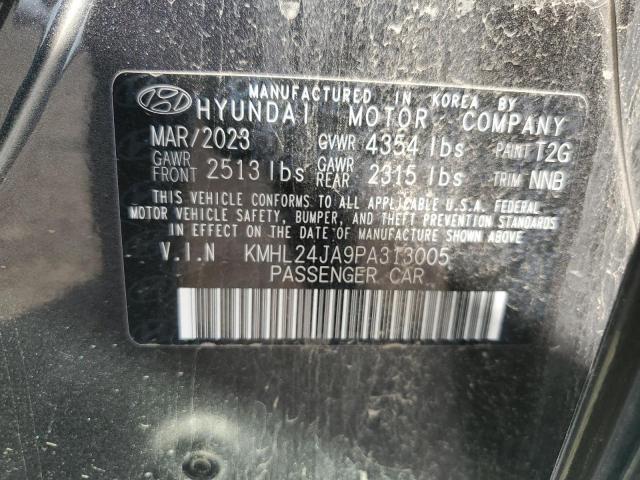 MANUFACTURED IN KOREA BY
HYUNDAI MOTOR COMPANY
MAR/2023 GVWR 4354 lbs PAINT T2G
GAWR FRONT 2513 lbs GAWR REAR 2315 lbs TRIM NNB
THIS VEHICLE CONFORMS TO ALL APPLICABLE U.S.A. FEDERAL
MOTOR VEHICLE SAFETY, BUMPER, AND THEFT PREVENTION STANDARDS
IN EFFECT ON THE DATE OF MANUFACTURE SHOWN ABOVE
V.I.N KMHL24JA9PA313005
PASSENGER CAR